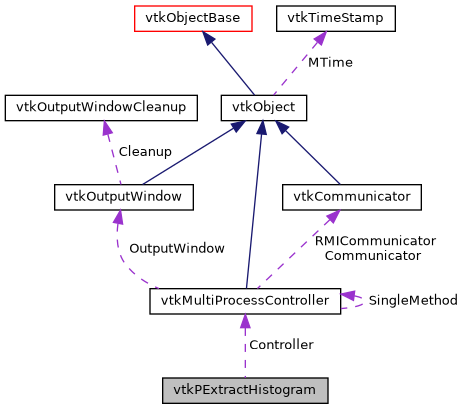 vtkObjectBase
vtkTimeStamp
MTime
vtkOutputWindowCleanup
vtkObject
Cleanup
vtkOutputWindow
vtkCommunicator
OutputWindow
RMICommunicator
Communicator
vtkMultiProcessController
SingleMethod
Controller
vtkPExtractHistogram